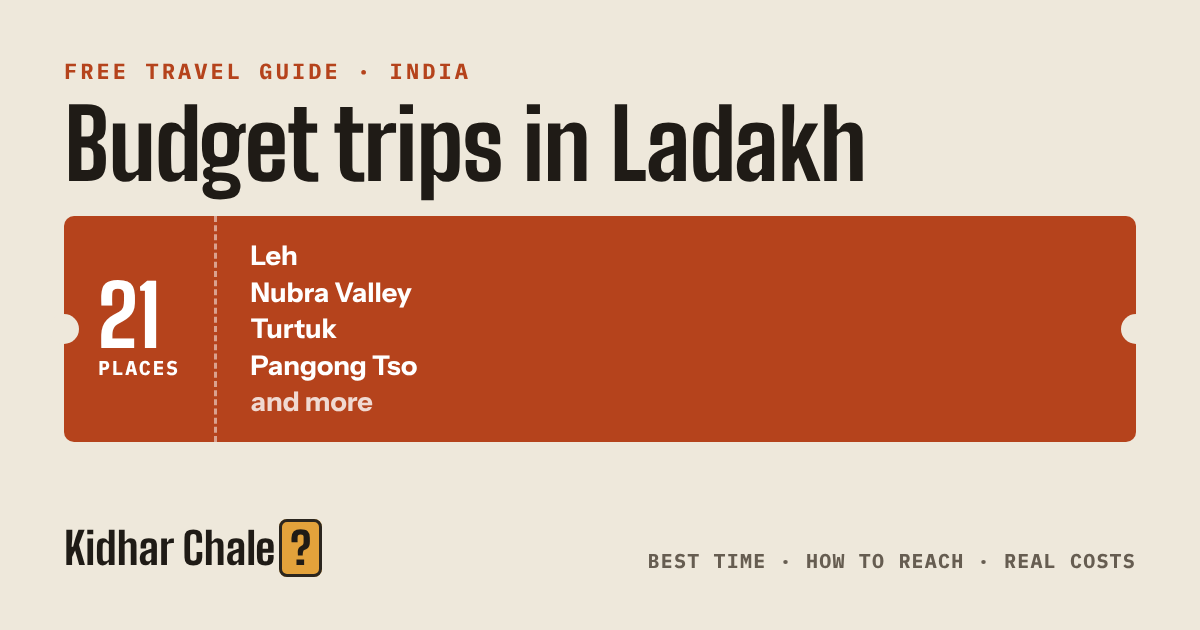 FREE TRAVEL GUIDE · INDIA
Budget trips in Ladakh
21
PLACES
Leh
Nubra Valley
Turtuk
Pangong Tso
and more
Kidhar Chale ?
BEST TIME · HOW TO REACH · REAL COSTS